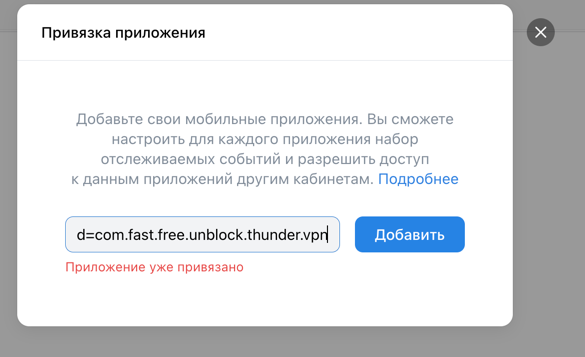 Привязка приложения
Добавьте свои мобильные приложения. Вы сможете
настроить для каждого приложения набор
отслеживаемых событий и разрешить доступ
к данным приложений другим кабинетам. Подробнее
d=com.fast.free.unblock.thunder.vpn
Добавить
Приложение уже привязано